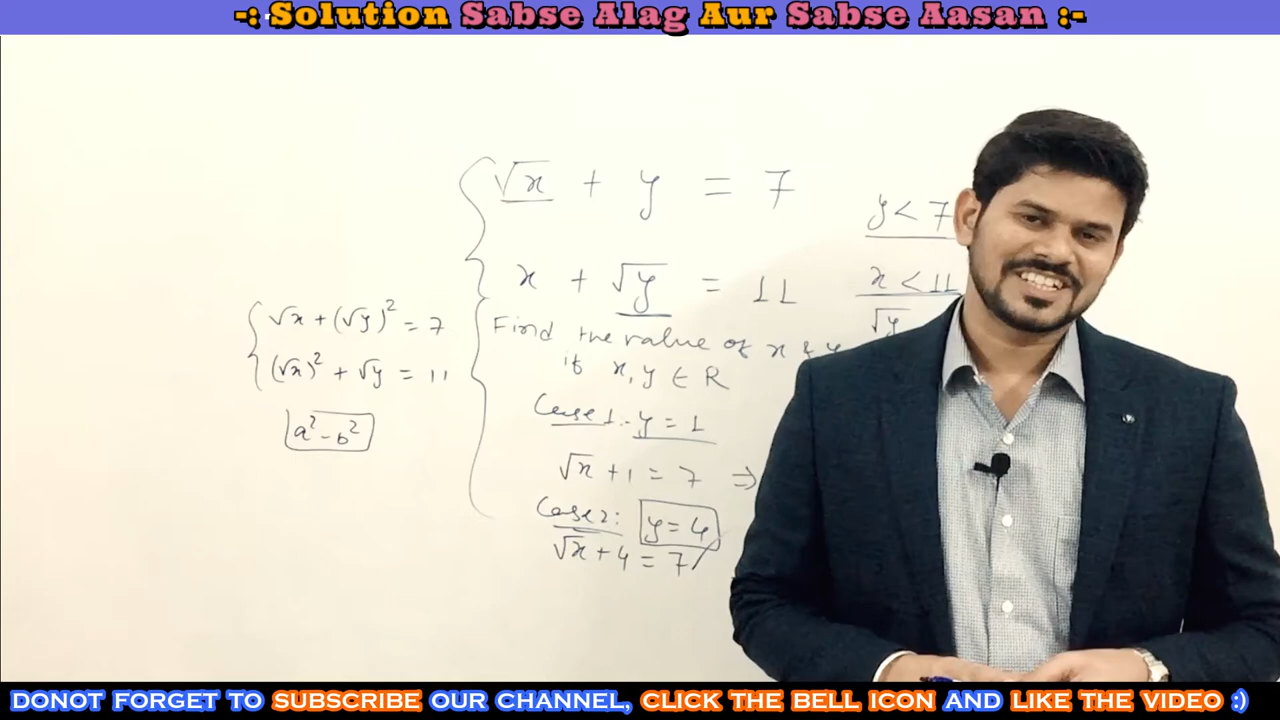 -: Solution Sabse Alag Aur Sabse Aasan :-
√x + y = 7
y < 7
x + √y = 11
x < 11
√y
√x + (√y)² = 7
(√x)² + √y = 11
a² - b²
Find the value of x & y
if x, y ∈ R
Case 1:- y = 1
√x + 1 = 7 ⇒
Case 2: y = 4
√x + 4 = 7
DONOT FORGET TO SUBSCRIBE OUR CHANNEL, CLICK THE BELL ICON AND LIKE THE VIDEO :)